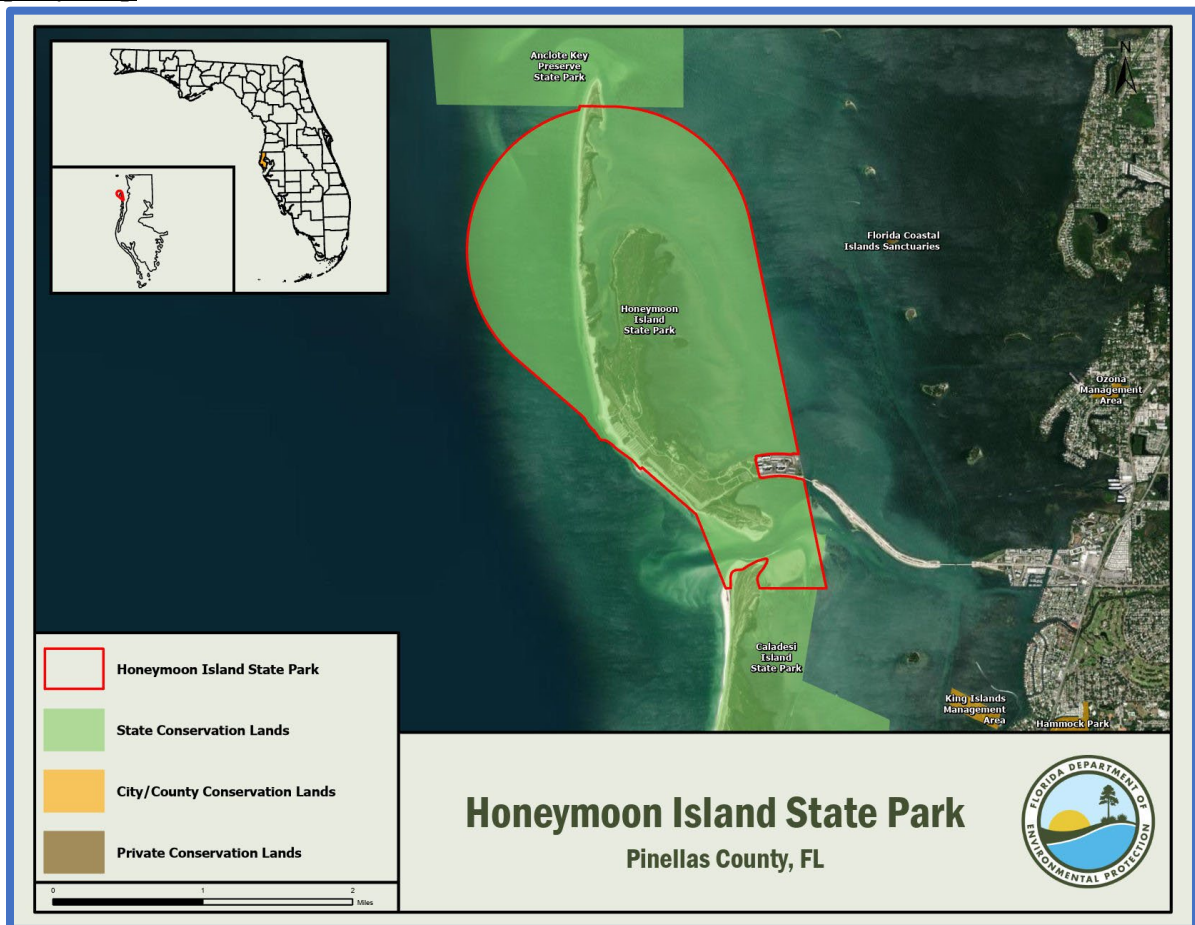 Anclote Key
Preserve
State Park
N
Florida Coastal
Islands Sanctuaries
Honeymoon
Island
State Park
Ozona
Management
Area
Caladesi
Island
State Park
King Islands
Management
Area
Hammock Park
Honeymoon Island State Park
State Conservation Lands
City/County Conservation Lands
Private Conservation Lands
0 1 2
Miles
Honeymoon Island State Park
Pinellas County, FL
FLORIDA DEPARTMENT OF
ENVIRONMENTAL PROTECTION